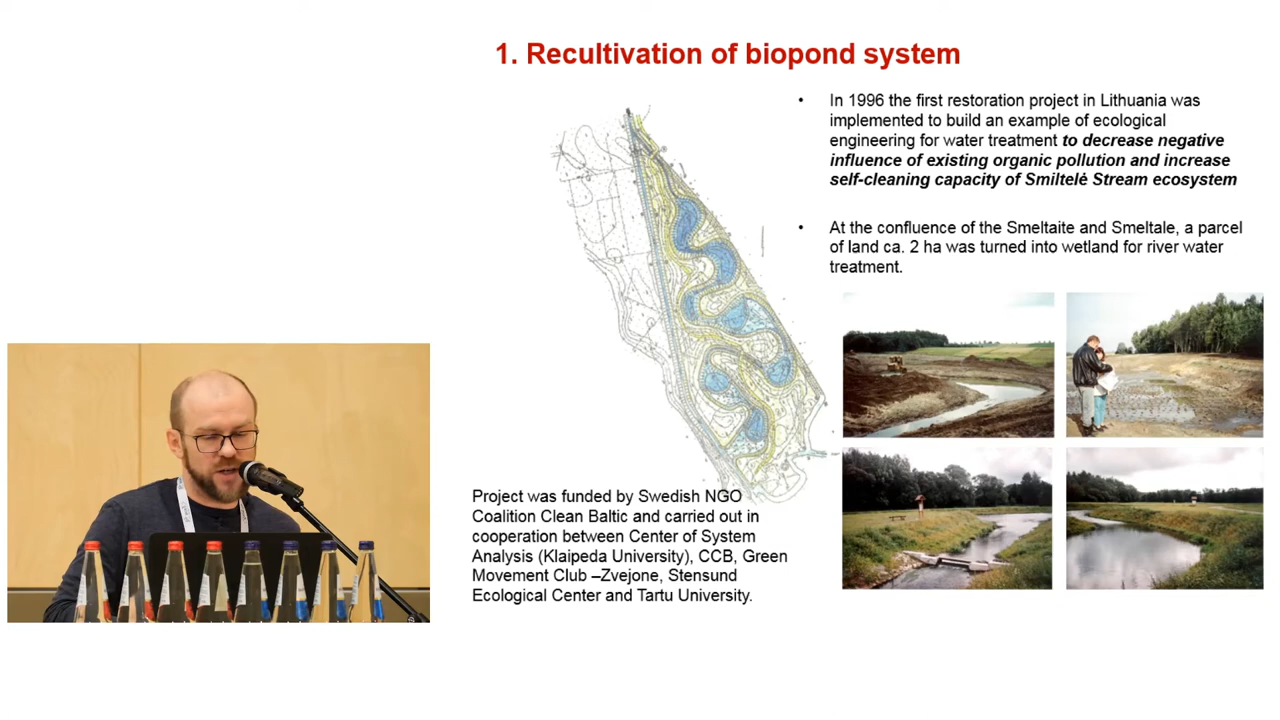 1. Recultivation of biopond system
• In 1996 the first restoration project in Lithuania was
implemented to build an example of ecological
engineering for water treatment to decrease negative
influence of existing organic pollution and increase
self-cleaning capacity of Smiltelė Stream ecosystem
• At the confluence of the Smeltaite and Smeltale, a parcel
of land ca. 2 ha was turned into wetland for river water
treatment.
Project was funded by Swedish NGO
Coalition Clean Baltic and carried out in
cooperation between Center of System
Analysis (Klaipeda University), CCB, Green
Movement Club –Zvejone, Stensund
Ecological Center and Tartu University.